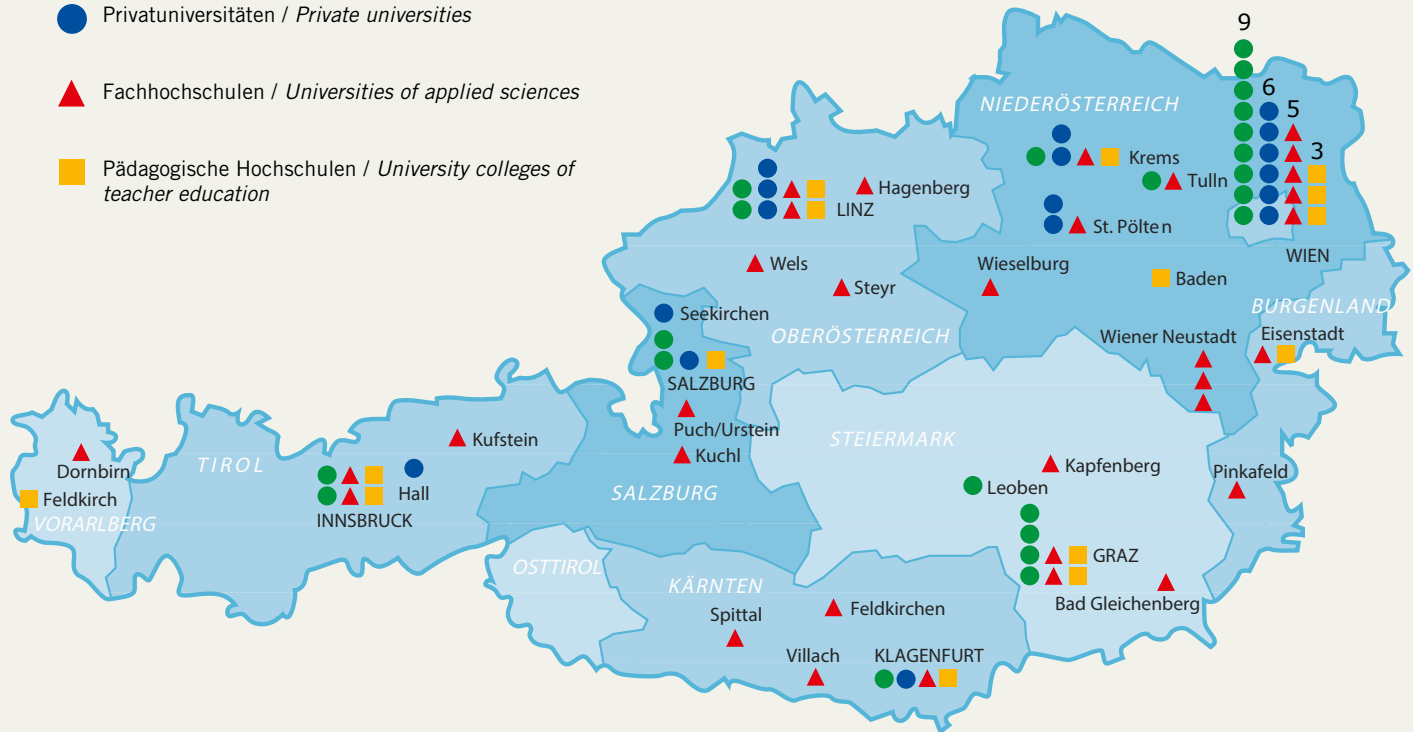 Privatuniversitäten / Private universities
Fachhochschulen / Universities of applied sciences
Pädagogische Hochschulen / University colleges of
teacher education
9
6
5
3
NIEDERÖSTERREICH
Krems
Tulln
Hagenberg
LINZ
St. Pölten
WIEN
Wels
Steyr
Wieselburg
Baden
BURGENLAND
Seekirchen
OBERÖSTERREICH
Wiener Neustadt
Eisenstadt
SALZBURG
Puch/Urstein
Kuchl
STEIERMARK
Kapfenberg
Pinkafeld
Kufstein
TIROL
Dornbirn
Feldkirch
VORARLBERG
Hall
INNSBRUCK
SALZBURG
Leoben
GRAZ
Bad Gleichenberg
OSTTIROL
KÄRNTEN
Spittal
Feldkirchen
Villach
KLAGENFURT